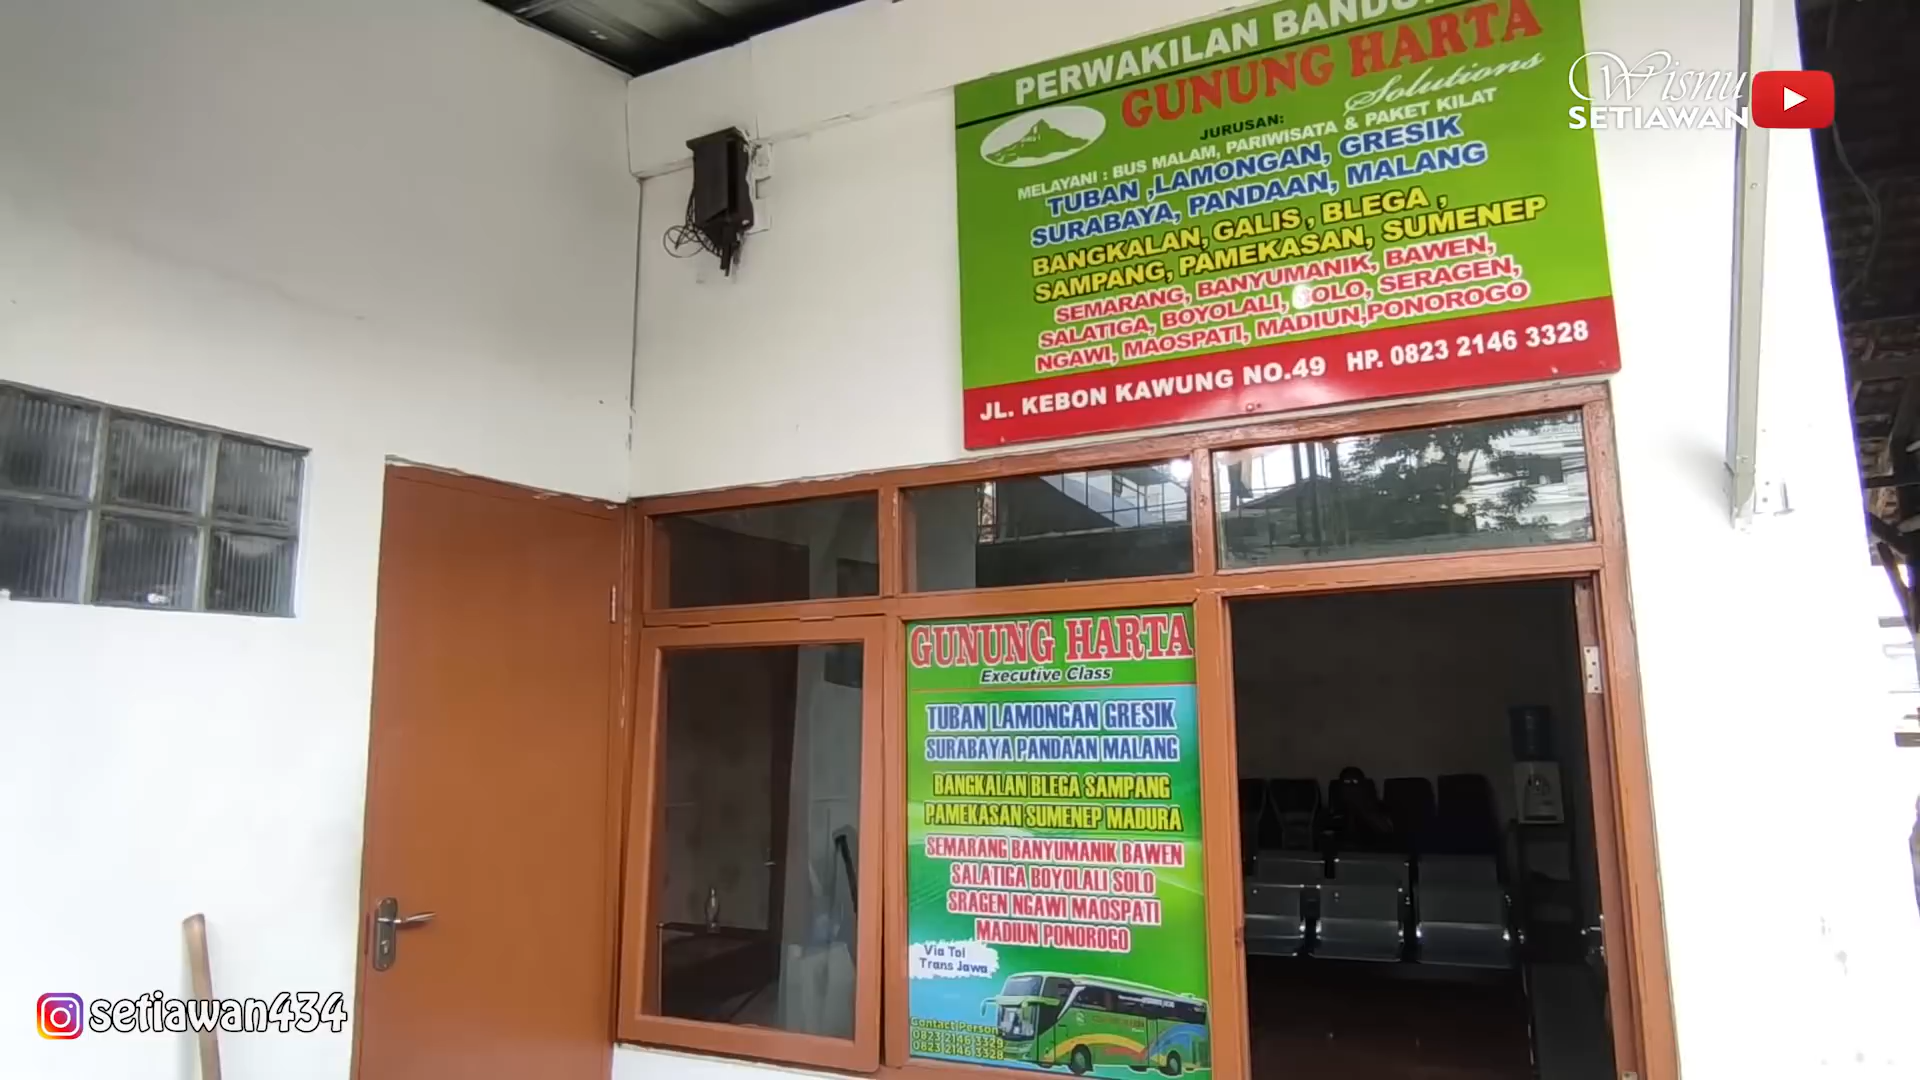 PERWAKILAN BANDUNG
GUNUNG HARTA
Solutions
JURUSAN:
MELAYANI : BUS MALAM, PARIWISATA & PAKET KILAT
TUBAN ,LAMONGAN, GRESIK
SURABAYA, PANDAAN, MALANG
BANGKALAN, GALIS , BLEGA ,
SAMPANG, PAMEKASAN, SUMENEP
SEMARANG, BANYUMANIK, BAWEN,
SALATIGA, BOYOLALI, SOLO, SERAGEN,
NGAWI, MAOSPATI, MADIUN,PONOROGO
JL. KEBON KAWUNG NO.49 HP. 0823 2146 3328
Wisnu
SETIAWAN
GUNUNG HARTA
Executive Class
TUBAN LAMONGAN GRESIK
SURABAYA PANDAAN MALANG
BANGKALAN BLEGA SAMPANG
PAMEKASAN SUMENEP MADURA
SEMARANG BANYUMANIK BAWEN
SALATIGA BOYOLALI SOLO
SRAGEN NGAWI MAOSPATI
MADIUN PONOROGO
Via Tol
Trans Jawa
Contact Person :
0823 2146 3329
0823 2146 3328
setiawan434